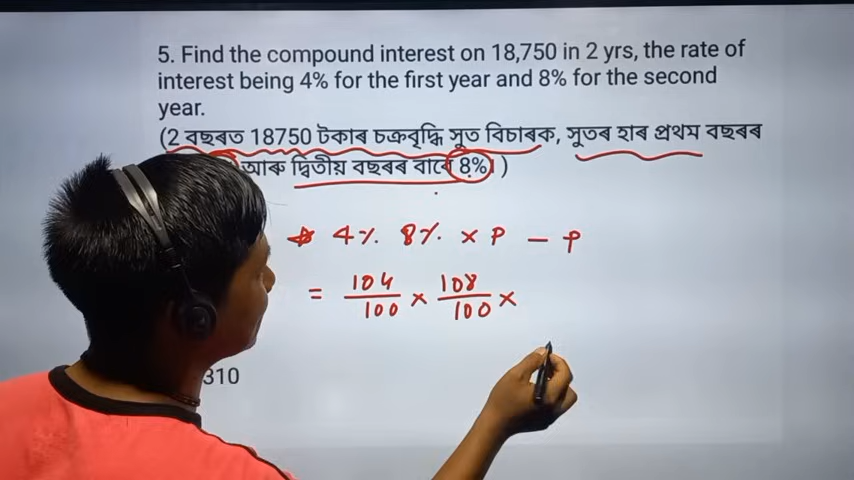 5. Find the compound interest on 18,750 in 2 yrs, the rate of
interest being 4% for the first year and 8% for the second
year.
(2 বছৰত 18750 টকাৰ চক্ৰবৃদ্ধি সুত বিচাৰক, সুতৰ হাৰ প্ৰথম বছৰৰ
আৰু দ্বিতীয় বছৰৰ বাবে 8%। )
4% 8% × P — P
= 104/100 × 108/100 ×
310